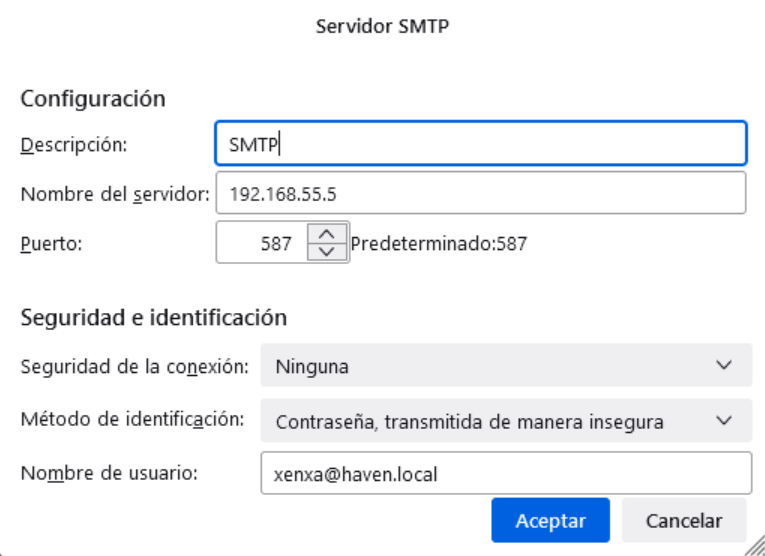 Servidor SMTP
Configuración
Descripción: SMTP
Nombre del servidor: 192.168.55.5
Puerto: 587 Predeterminado:587
Seguridad e identificación
Seguridad de la conexión: Ninguna
Método de identificación: Contraseña, transmitida de manera insegura
Nombre de usuario: xenxa@haven.local
Aceptar Cancelar